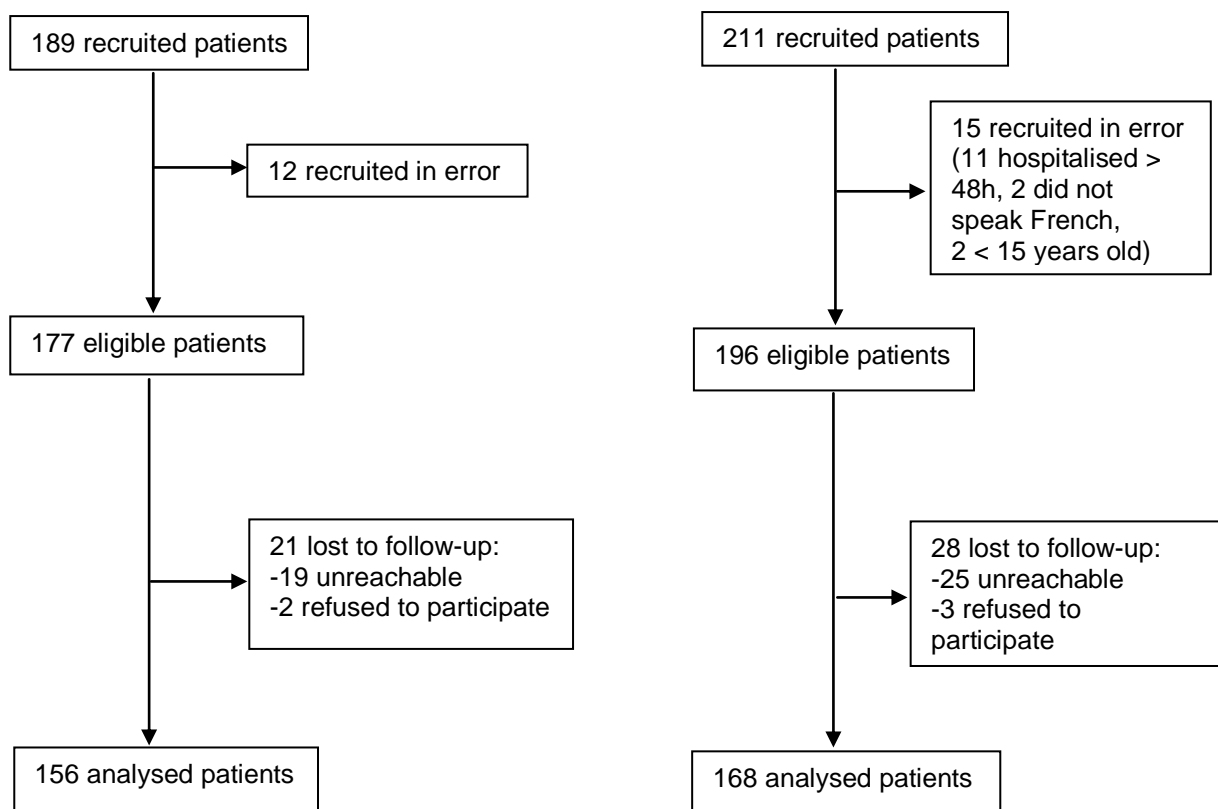 189 recruited patients
12 recruited in error
177 eligible patients
21 lost to follow-up:
-19 unreachable
-2 refused to participate
156 analysed patients
211 recruited patients
15 recruited in error
(11 hospitalised >
48h, 2 did not
speak French,
2 < 15 years old)
196 eligible patients
28 lost to follow-up:
-25 unreachable
-3 refused to
participate
168 analysed patients